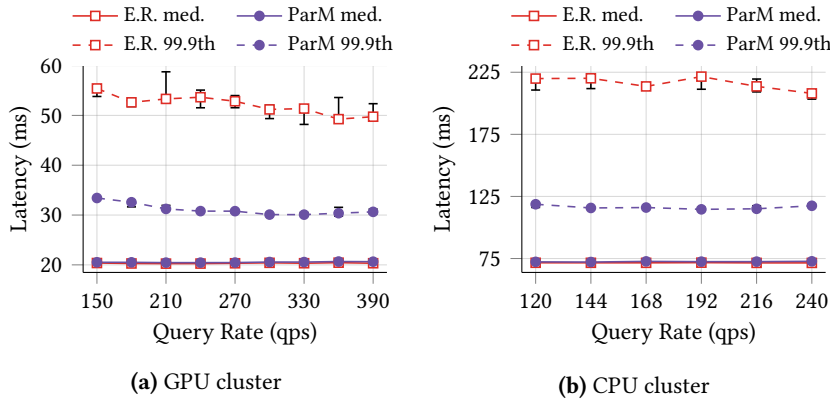 E.R. med. ParM med.
E.R. 99.9th ParM 99.9th
60
50
40
30
20
Latency (ms)
150 210 270 330 390
Query Rate (qps)
(a) GPU cluster
E.R. med. ParM med.
E.R. 99.9th ParM 99.9th
225
175
125
75
Latency (ms)
120 144 168 192 216 240
Query Rate (qps)
(b) CPU cluster